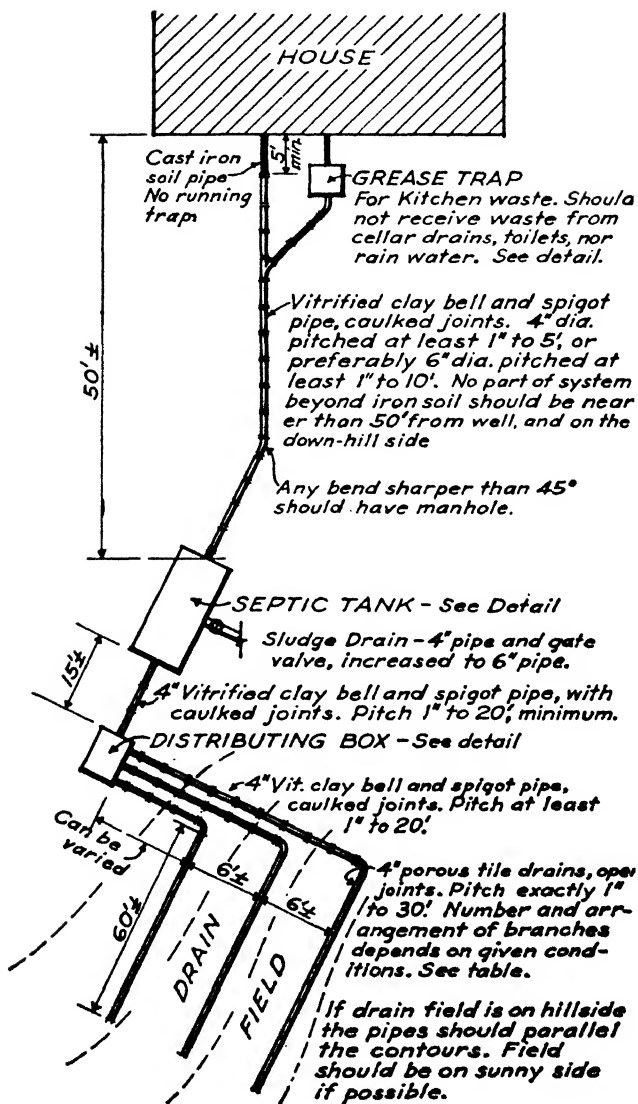 HOUSE
Cast iron
soil pipe
No running
trap
5'
min
GREASE TRAP
For Kitchen waste. Should
not receive waste from
cellar drains, toilets, nor
rain water. See detail.
50'±
Vitrified clay bell and spigot
pipe, caulked joints. 4" dia.
pitched at least 1" to 5', or
preferably 6" dia. pitched at
least 1" to 10'. No part of system
beyond iron soil should be near
er than 50' from well, and on the
down-hill side
Any bend sharper than 45°
should have manhole.
SEPTIC TANK - See Detail
Sludge Drain - 4" pipe and gate
valve, increased to 6" pipe.
15'±
4" Vitrified clay bell and spigot pipe, with
caulked joints. Pitch 1" to 20', minimum.
DISTRIBUTING BOX - See detail
4" Vit. clay bell and spigot pipe,
caulked joints. Pitch at least
1" to 20'.
Can be
varied
60'±
6'±
6'±
DRAIN
FIELD
4" porous tile drains, open
joints. Pitch exactly 1"
to 30'. Number and arr-
angement of branches
depends on given cond-
itions. See table.
If drain field is on hillside
the pipes should parallel
the contours. Field
should be on sunny side
if possible.